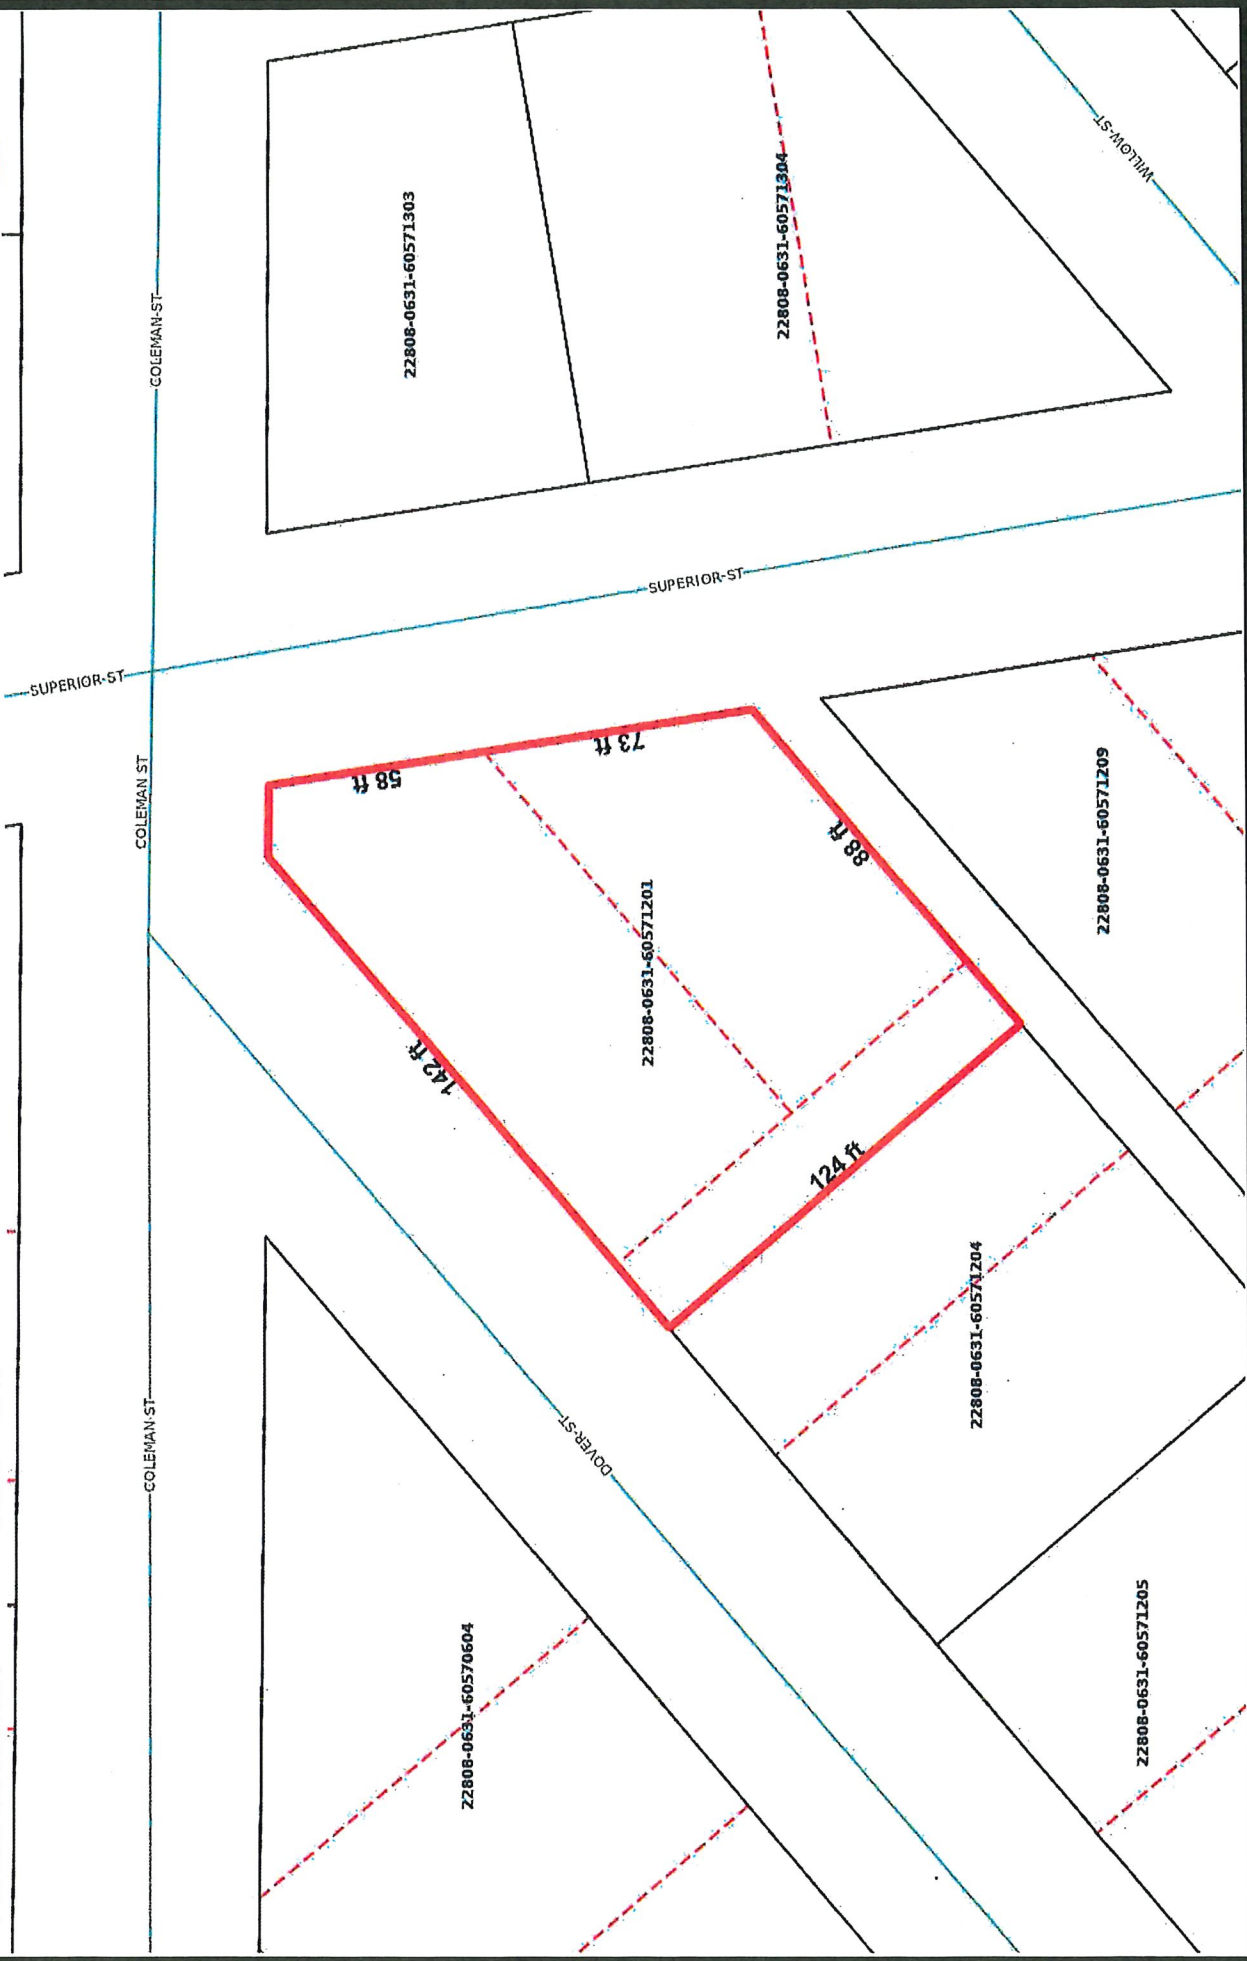 COLEMAN-ST
22808-0631-60571303
22808-0631-60571304
WILLOW-ST
SUPERIOR-ST
SUPERIOR-ST
COLEMAN ST
58 ft
73 ft
88 ft
22808-0631-60571201
22808-0631-60571209
142 ft
124 ft
22808-0631-60571204
COLEMAN-ST
DOVER-ST
22808-0631-60570604
22808-0631-60571205